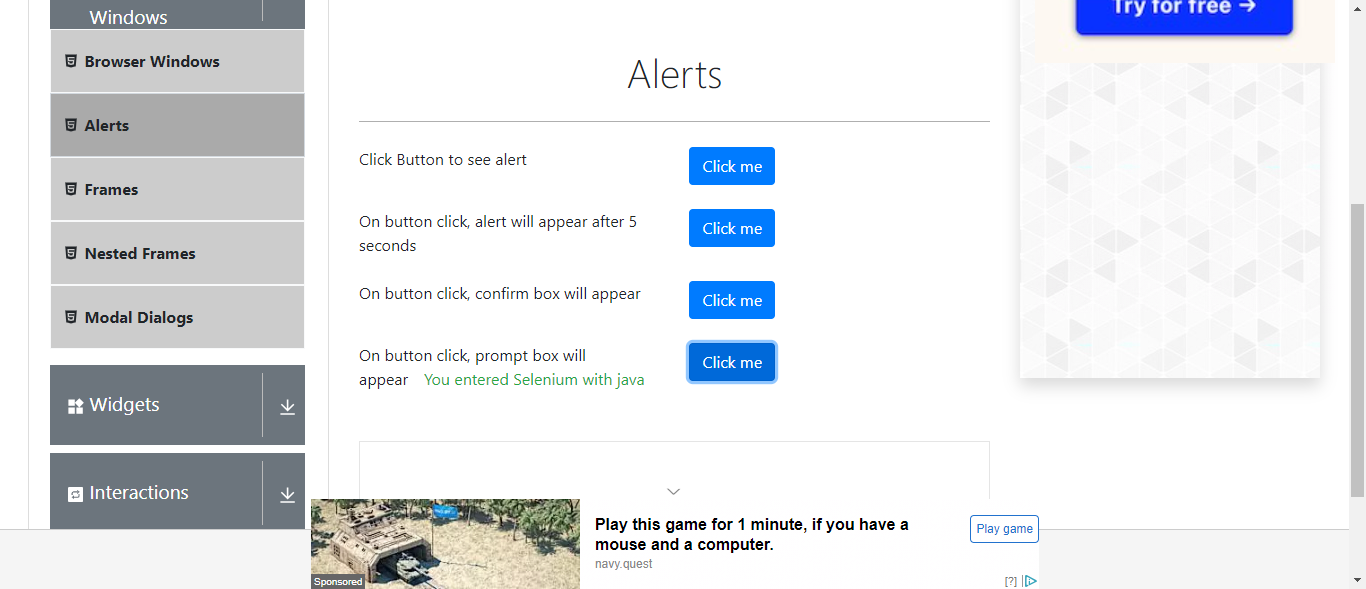 Windows
Browser Windows
Alerts
Frames
Nested Frames
Modal Dialogs
Widgets
Interactions
Alerts
Click Button to see alert
Click me
On button click, alert will appear after 5
seconds
Click me
On button click, confirm box will appear
Click me
On button click, prompt box will
appear You entered Selenium with java
Click me
Try for free →
Sponsored
Play this game for 1 minute, if you have a
mouse and a computer.
navy.quest
Play game
[?]